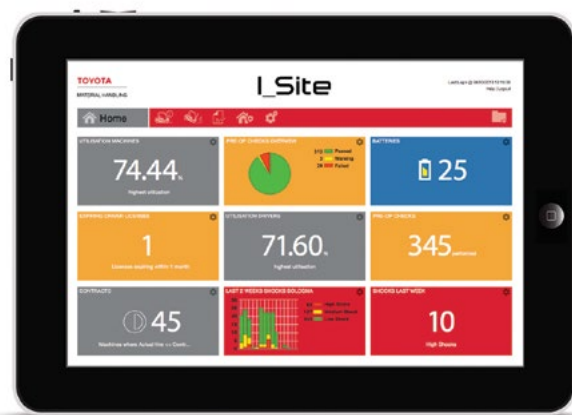 TOYOTA
MATERIAL HANDLING
I_Site
Help | Logout
Home
UTILISATION MACHINES
74.44%
highest utilisation
PRE OP CHECKS OVERVIEW
Passed
Warning
Failed
BATTERIES
25
EXPIRING DRIVER LICENSES
1
Licenses expiring within 1 month
UTILISATION DRIVERS
71.60%
highest utilisation
PRE OP CHECKS
345 performed
CONTRACTS
45
LAST 2 WEEKS SHOCKS BOLOGNA
High Shock
Medium Shock
Low Shock
SHOCKS LAST WEEK
10
High Shocks